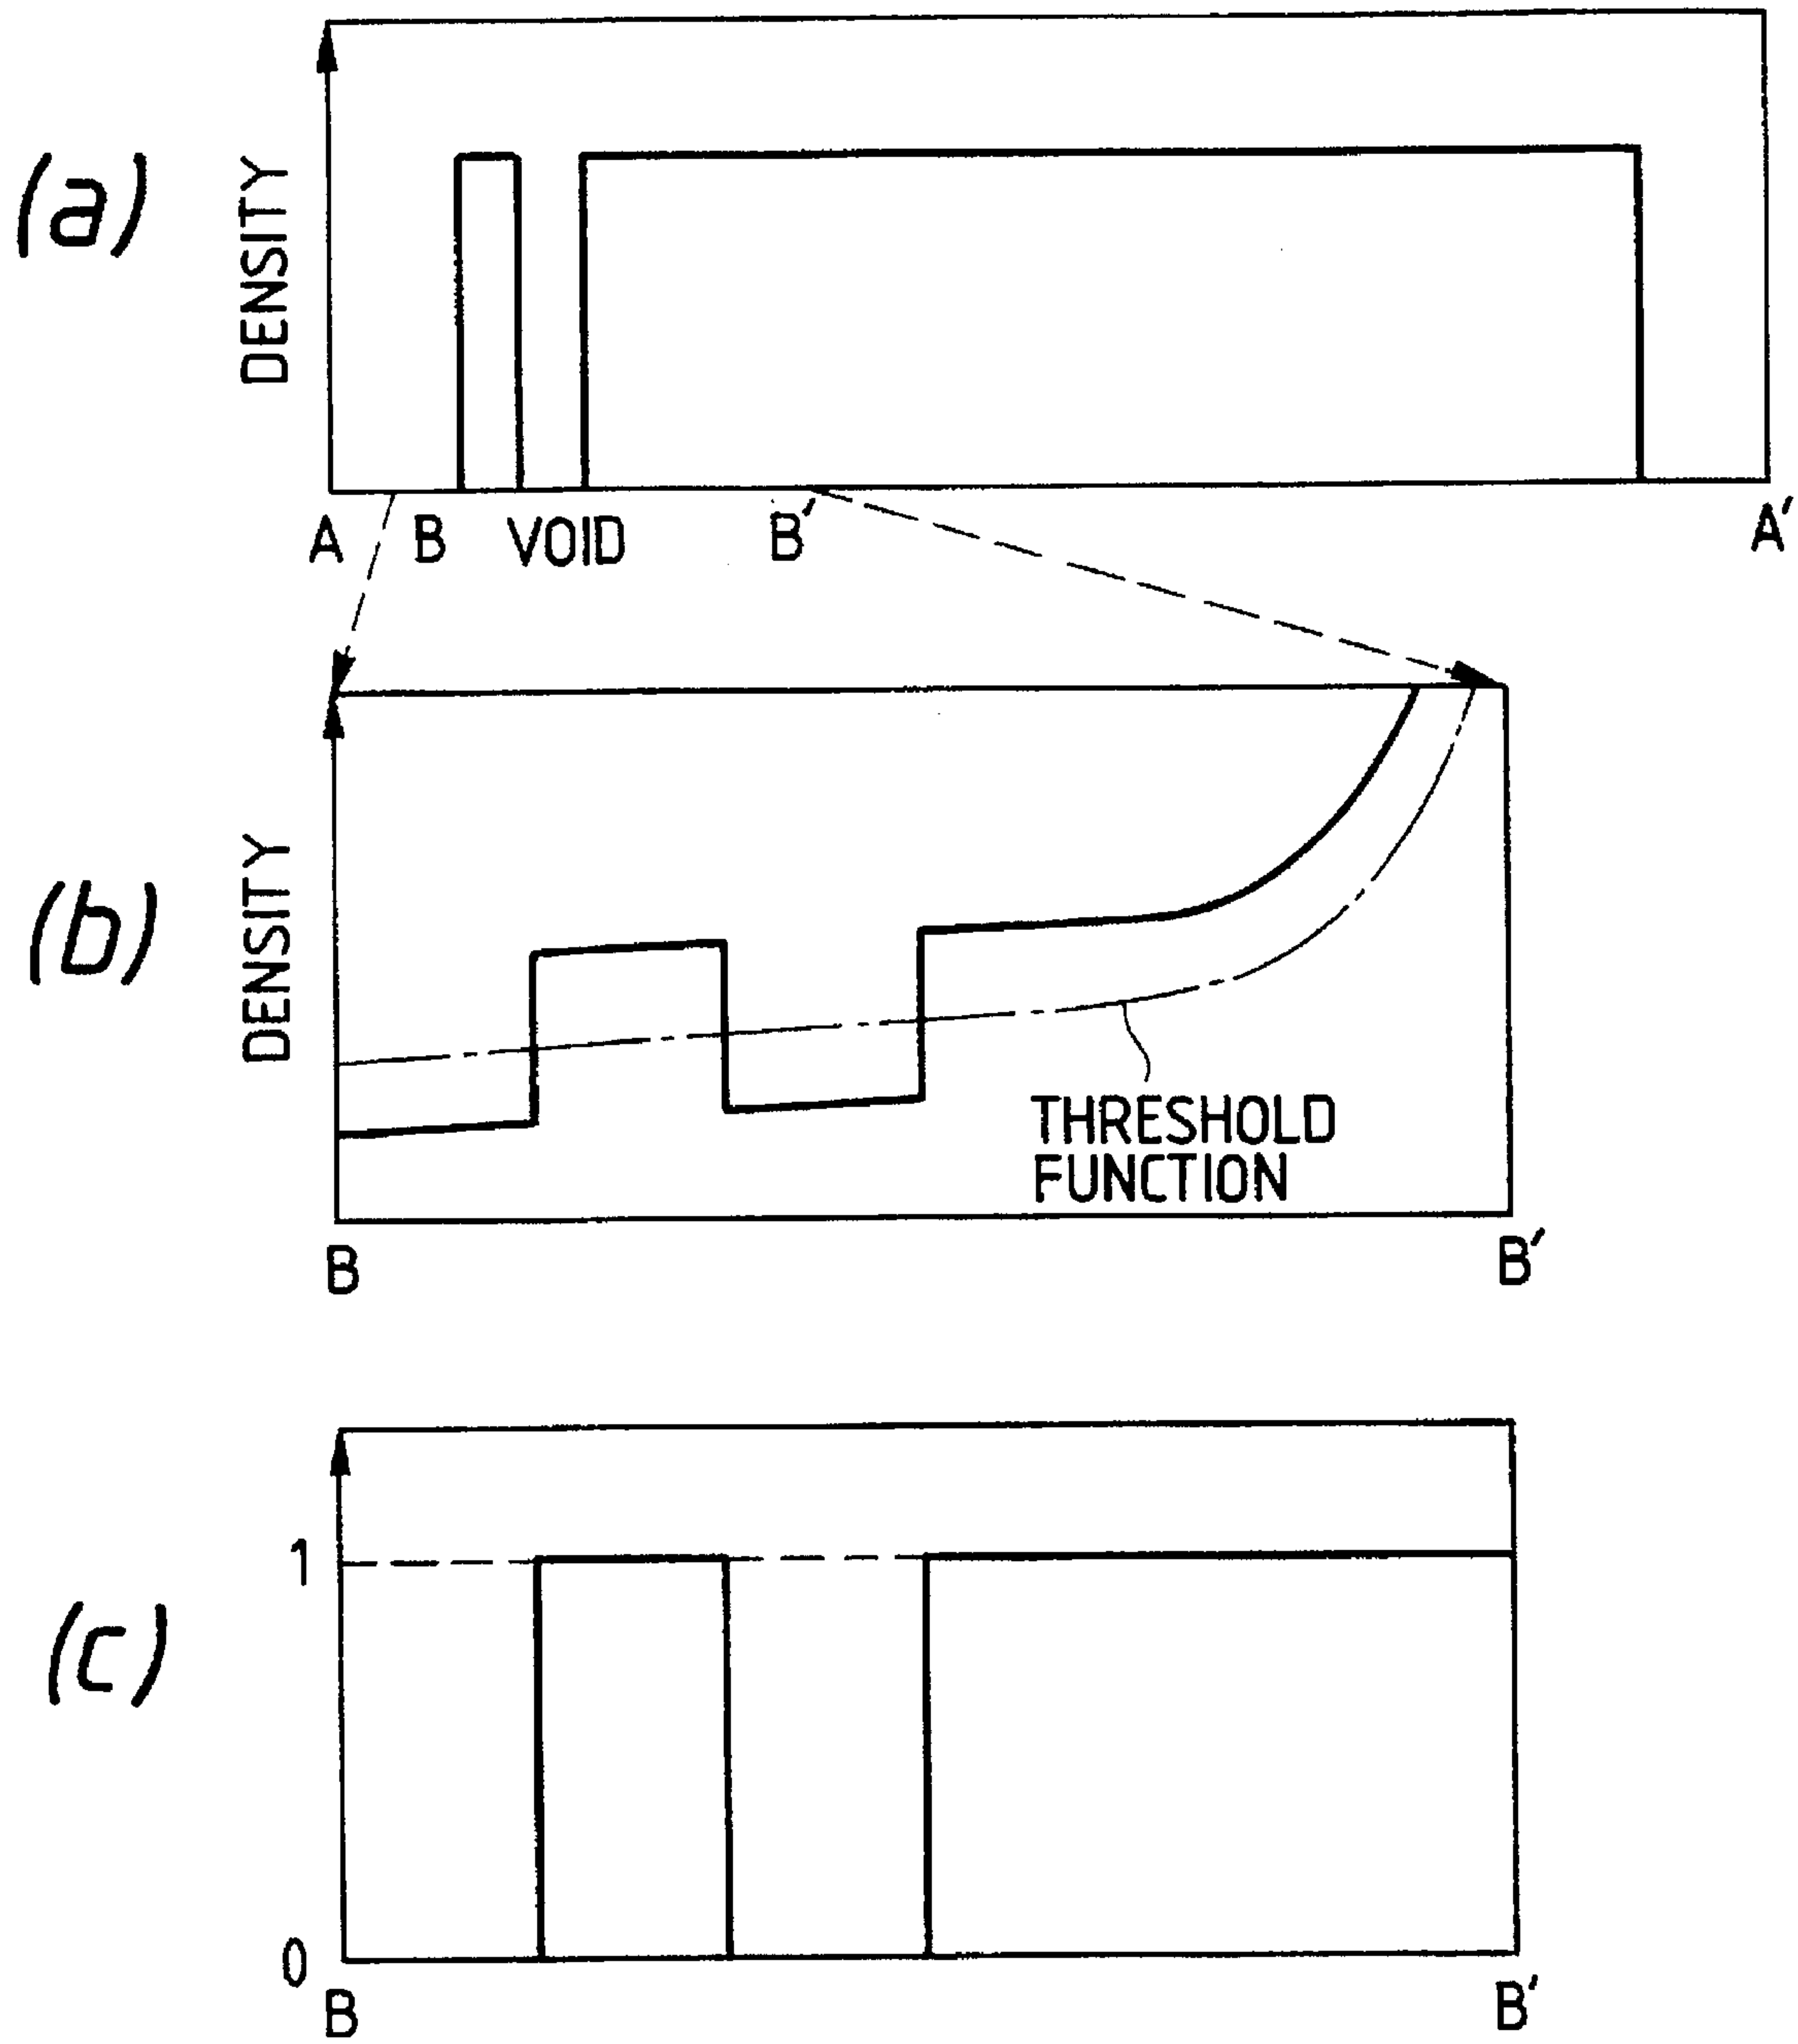 (a)
DENSITY
A B VOID B′ A′
(b)
DENSITY
THRESHOLD
FUNCTION
B B′
(c)
1
0
B B′